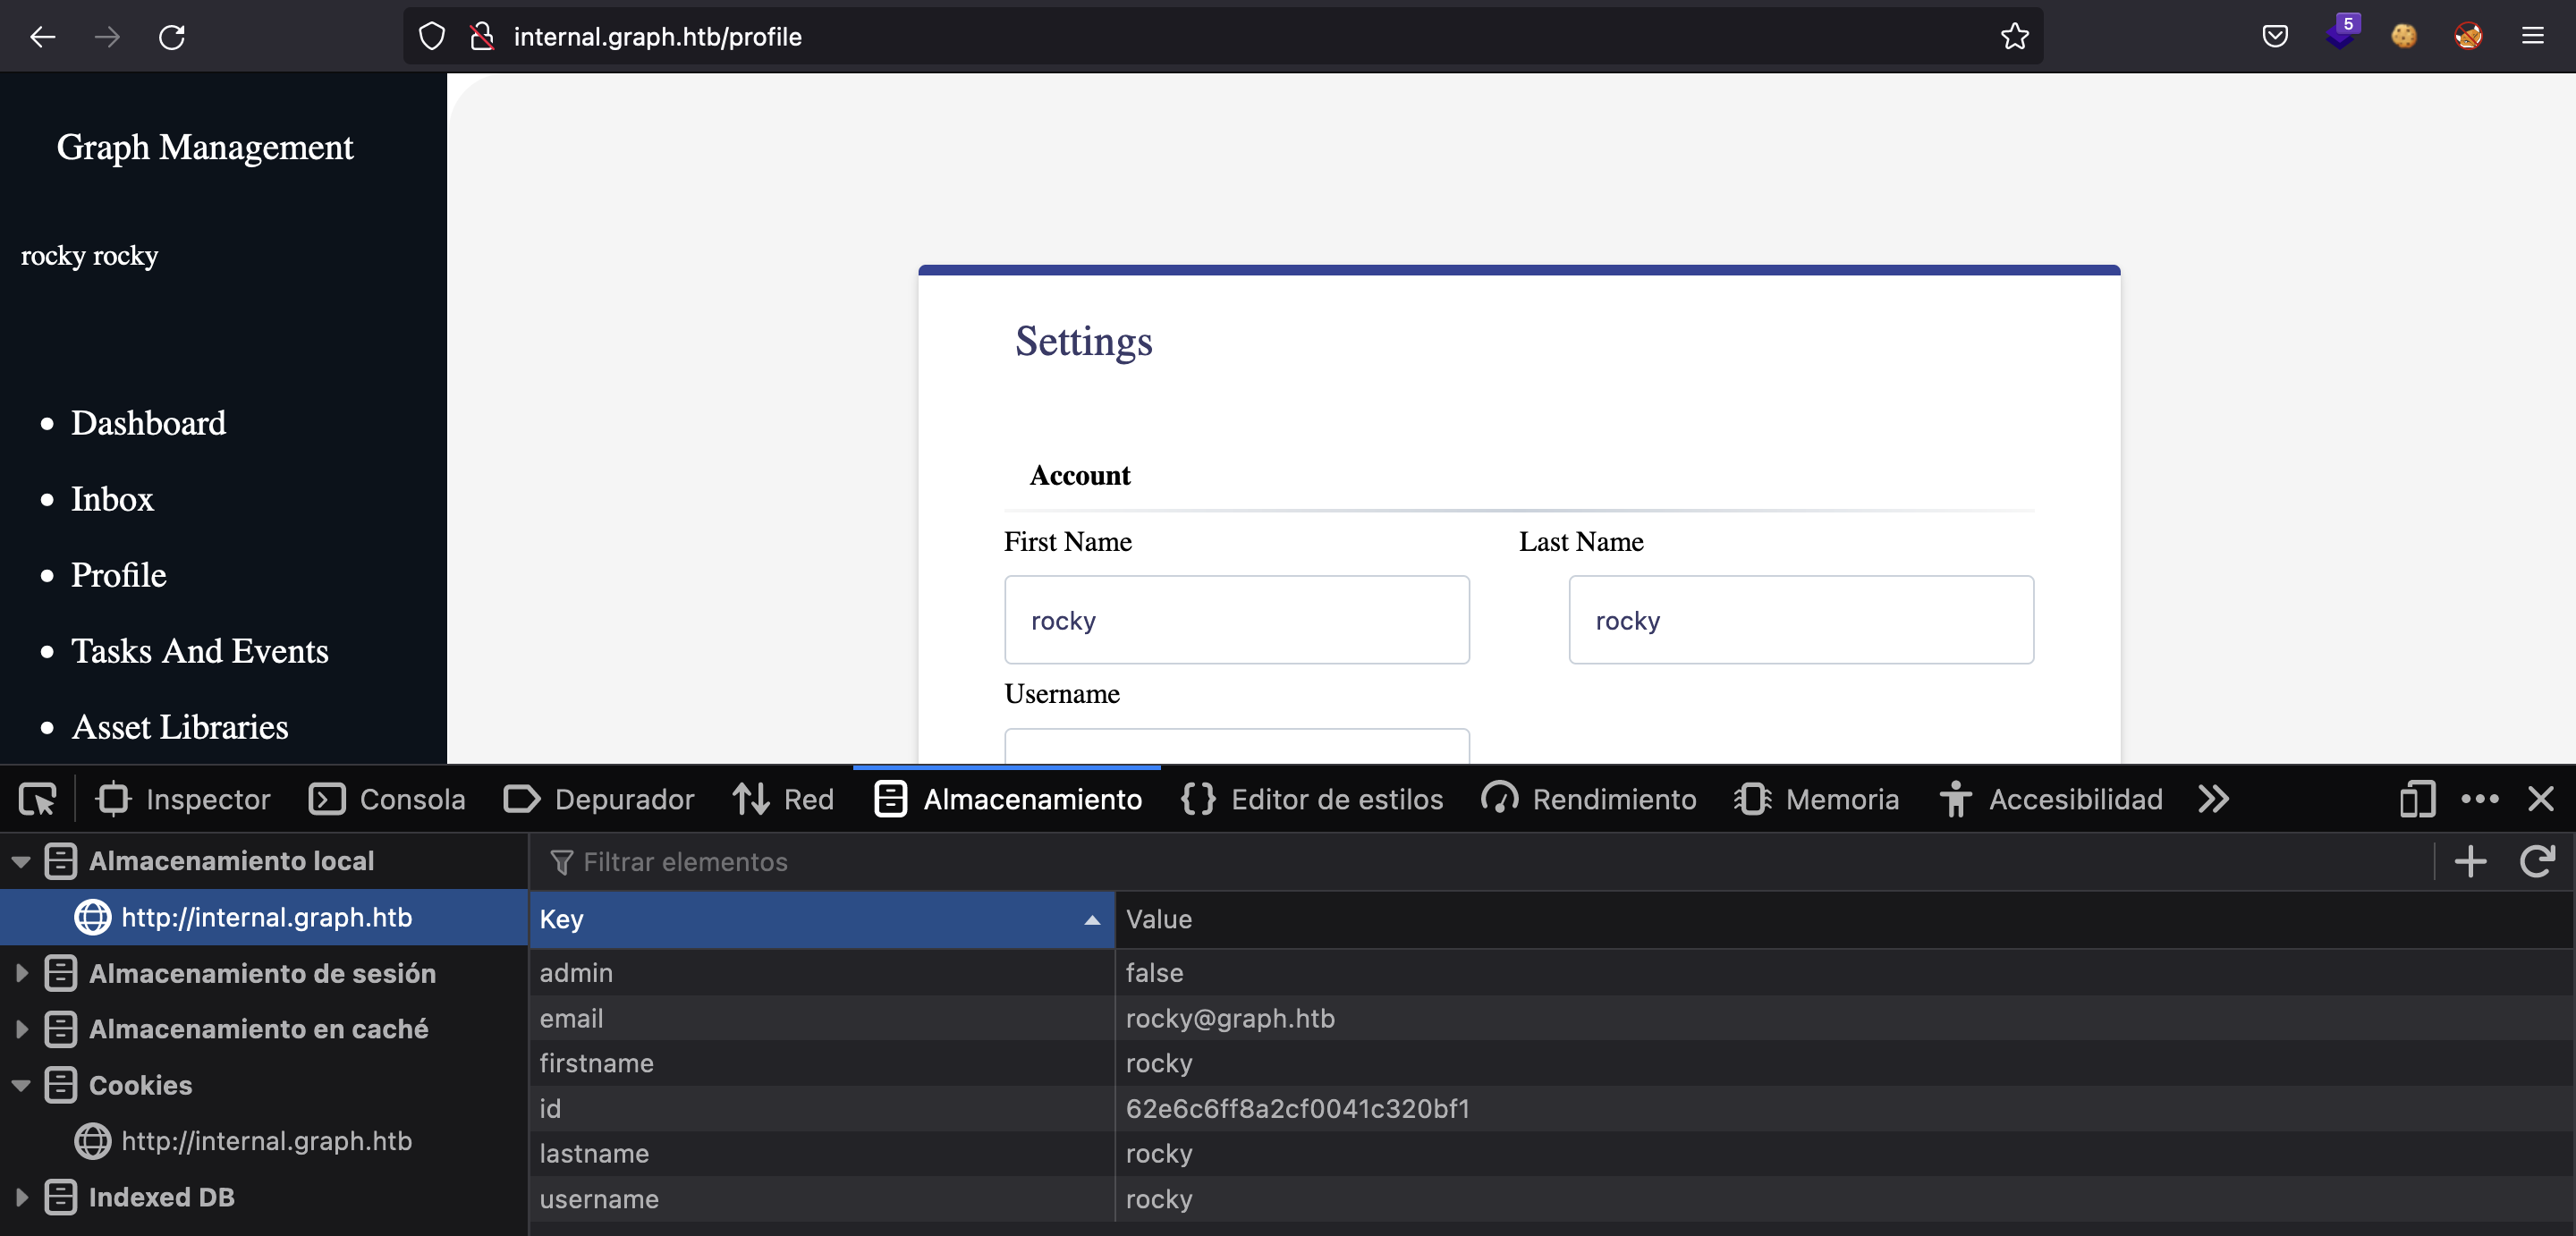 internal.graph.htb/profile
5
Graph Management
rocky rocky
Dashboard
Inbox
Profile
Tasks And Events
Asset Libraries
Settings
Account
First Name Last Name
rocky rocky
Username
Inspector Consola Depurador Red Almacenamiento Editor de estilos Rendimiento Memoria Accesibilidad
Almacenamiento local
http://internal.graph.htb
Almacenamiento de sesión
Almacenamiento en caché
Cookies
http://internal.graph.htb
Indexed DB
Filtrar elementos
Key Value
admin false
email rocky@graph.htb
firstname rocky
id 62e6c6ff8a2cf0041c320bf1
lastname rocky
username rocky